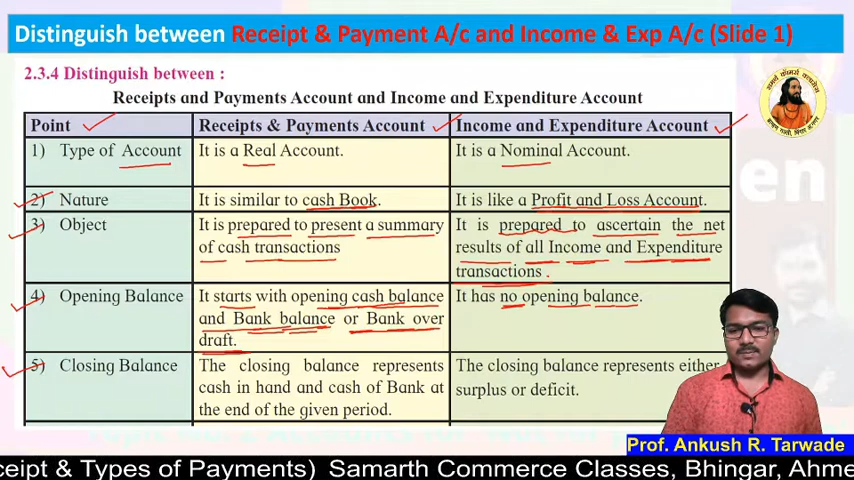 Distinguish between Receipt & Payment A/c and Income & Exp A/c (Slide 1)
2.3.4 Distinguish between :
Receipts and Payments Account and Income and Expenditure Account
Point Receipts & Payments Account Income and Expenditure Account
1) Type of Account It is a Real Account. It is a Nominal Account.
2) Nature It is similar to cash Book. It is like a Profit and Loss Account.
3) Object It is prepared to present a summary It is prepared to ascertain the net
of cash transactions results of all Income and Expenditure
transactions .
4) Opening Balance It starts with opening cash balance It has no opening balance.
and Bank balance or Bank over
draft.
5) Closing Balance The closing balance represents The closing balance represents either
cash in hand and cash of Bank at surplus or deficit.
the end of the given period.
en
Prof. Ankush R. Tarwade
ceipt & Types of Payments) Samarth Commerce Classes, Bhingar, Ahme